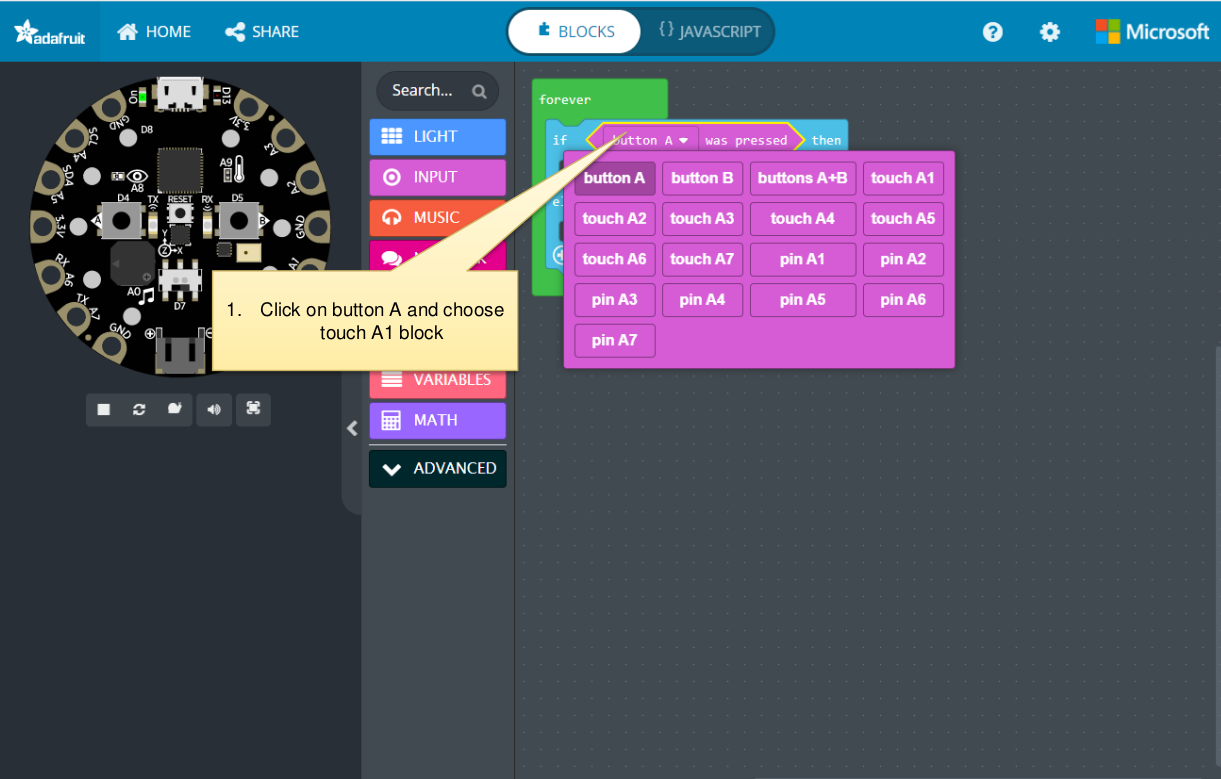 adafruit
HOME
SHARE
BLOCKS
{ } JAVASCRIPT
?
Microsoft
Search...
LIGHT
INPUT
MUSIC
VARIABLES
MATH
ADVANCED
forever
if button A was pressed then
button A button B buttons A+B touch A1
touch A2 touch A3 touch A4 touch A5
touch A6 touch A7 pin A1 pin A2
pin A3 pin A4 pin A5 pin A6
pin A7
1. Click on button A and choose
touch A1 block
D13
GND
3.3V
SCL A4
D8
A3
SDA A5
A8
A9
A2
D4 TX RESET RX D5
3.3V
A
B
GND
Y
Z X
RX A6
A1
A0
D7
TX A7
GND